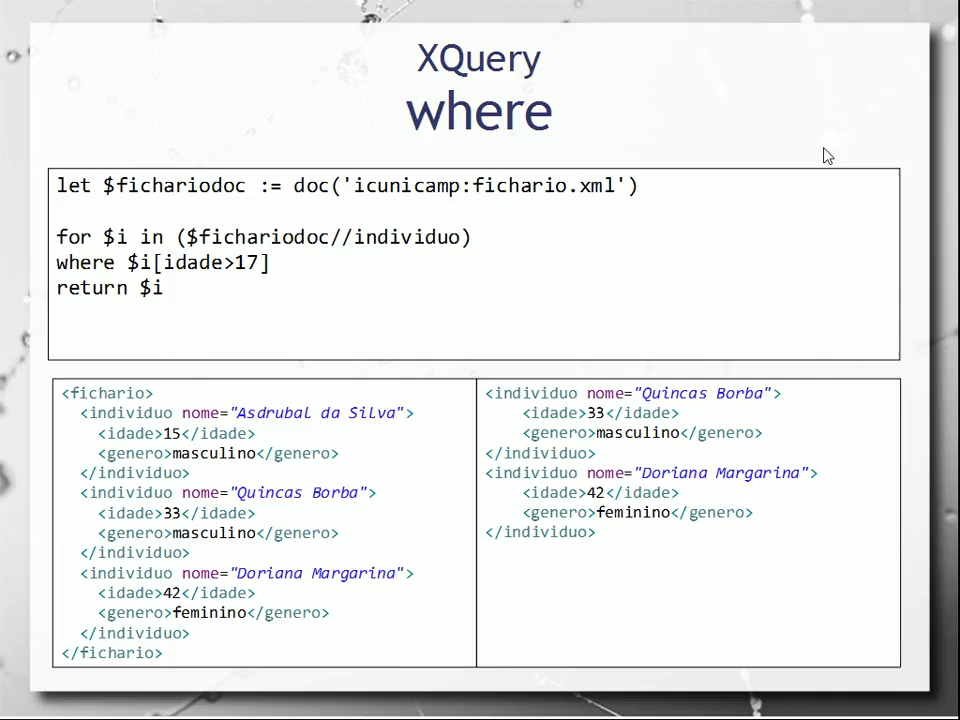 XQuery
where
let $fichariodoc := doc('icunicamp:fichario.xml')
for $i in ($fichariodoc//individuo)
where $i[idade>17]
return $i
<fichario>
<individuo nome="Asdrubal da Silva">
<idade>15</idade>
<genero>masculino</genero>
</individuo>
<individuo nome="Quincas Borba">
<idade>33</idade>
<genero>masculino</genero>
</individuo>
<individuo nome="Doriana Margarina">
<idade>42</idade>
<genero>feminino</genero>
</individuo>
</fichario>
<individuo nome="Quincas Borba">
<idade>33</idade>
<genero>masculino</genero>
</individuo>
<individuo nome="Doriana Margarina">
<idade>42</idade>
<genero>feminino</genero>
</individuo>